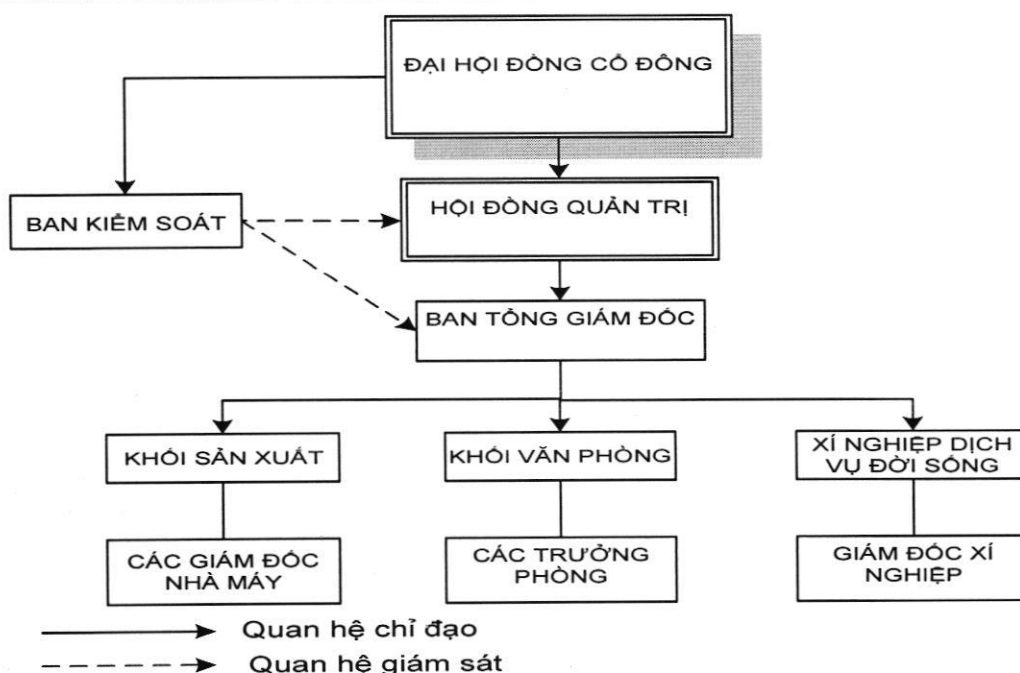 ĐẠI HỘI ĐỒNG CỔ ĐÔNG
HỘI ĐỒNG QUẢN TRỊ
BAN KIỂM SOÁT
BAN TỔNG GIÁM ĐỐC
KHỐI SẢN XUẤT
KHỐI VĂN PHÒNG
XÍ NGHIỆP DỊCH
VỤ ĐỜI SỐNG
CÁC GIÁM ĐỐC
NHÀ MÁY
CÁC TRƯỞNG
PHÒNG
GIÁM ĐỐC XÍ
NGHIỆP
Quan hệ chỉ đạo
Quan hệ giám sát